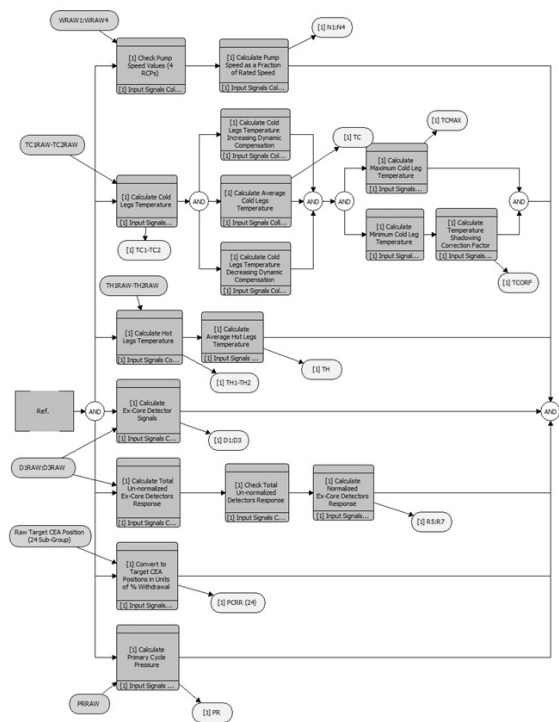 WRAW1:WRAW4
[1] N1:N4
[1] Check Pump
Speed Values (4
RCPs)
[1] Input Signals Col...
[1] Calculate Pump
Speed as a Fraction
of Rated Speed
[1] Input Signals Coll...
[1] Calculate Cold
Legs Temperature
Increasing Dynamic
Compensation
[1] Input Signals Co...
TC1RAW-TC2RAW
[1] TC
[1] TCMAX
[1] Calculate
Maximum Cold Leg
Temperature
[1] Input Signals...
[1] Calculate Cold
Legs Temperature
[1] Input Signals...
AND
[1] Calculate Average
Cold Legs
Temperature
[1] Input Signals Coll...
AND
AND
AND
[1] Calculate
Minimum Cold Leg
Temperature
[1] Input Signal...
[1] Calculate
Temperature
Shadowing
Correction Factor
[1] Input Signals...
[1] TC1-TC2
[1] Calculate Cold
Legs Temperature
Decreasing Dynamic
Compensation
[1] Input Signals Co...
[1] TCORF
TH1RAW-TH2RAW
[1] Calculate Hot
Legs Temperature
[1] Input Signals Co...
[1] Calculate
Average Hot Legs
Temperature
[1] Input Signals ...
[1] TH1-TH2
[1] TH
Ref.
AND
[1] Calculate
Ex-Core Detector
Signals
[1] Input Signals C...
AND
[1] D1:D3
D1RAW:D3RAW
[1] Calculate Total
Un-normalized
Ex-Core Detectors
Response
[1] Input Signals C...
[1] Check Total
Un-normalized
Detectors Response
[1] Input Signals C...
[1] Calculate
Normalized
Ex-Core Detectors
Response
[1] Input Signals...
[1] R5:R7
Raw Target CEA Position
(24 Sub-Group)
[1] Convert to
Target CEA
Positions in Units
of % Withdrawal
[1] Input Signals...
[1] PCRR (24)
[1] Calculate
Primary Cycle
Pressure
[1] Input Signals...
PRRAW
[1] PR